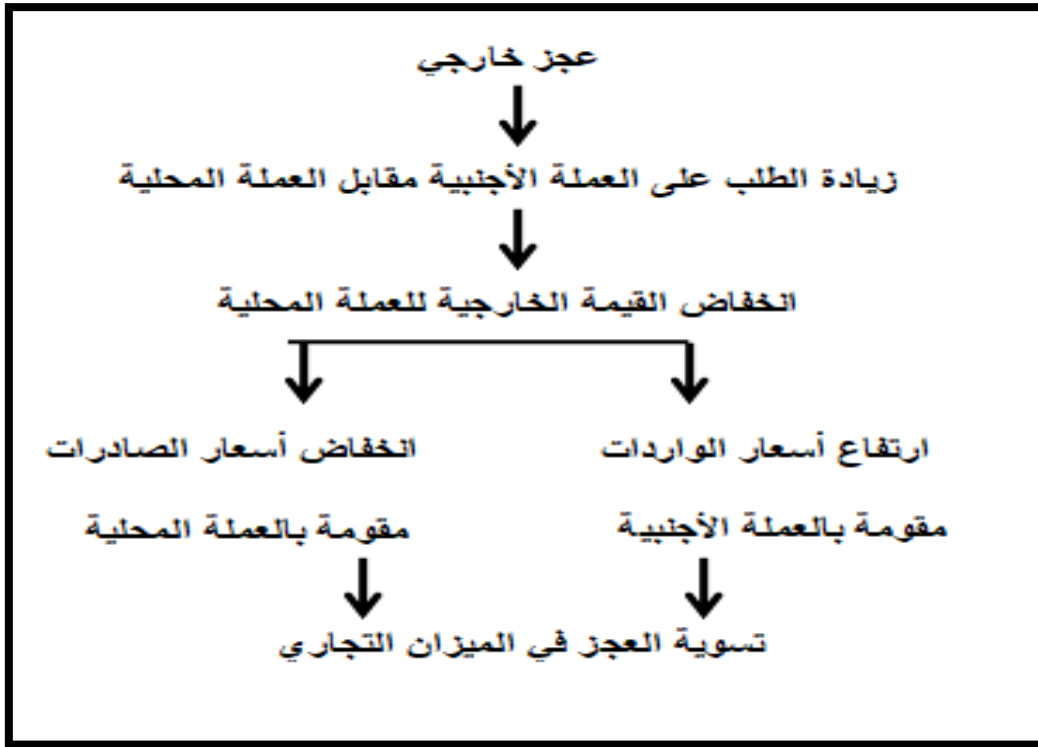 عجز خارجي
زيادة الطلب على العملة الأجنبية مقابل العملة المحلية
انخفاض القيمة الخارجية للعملة المحلية
ارتفاع أسعار الواردات
مقومة بالعملة الأجنبية
انخفاض أسعار الصادرات
مقومة بالعملة المحلية
تسوية العجز في الميزان التجاري